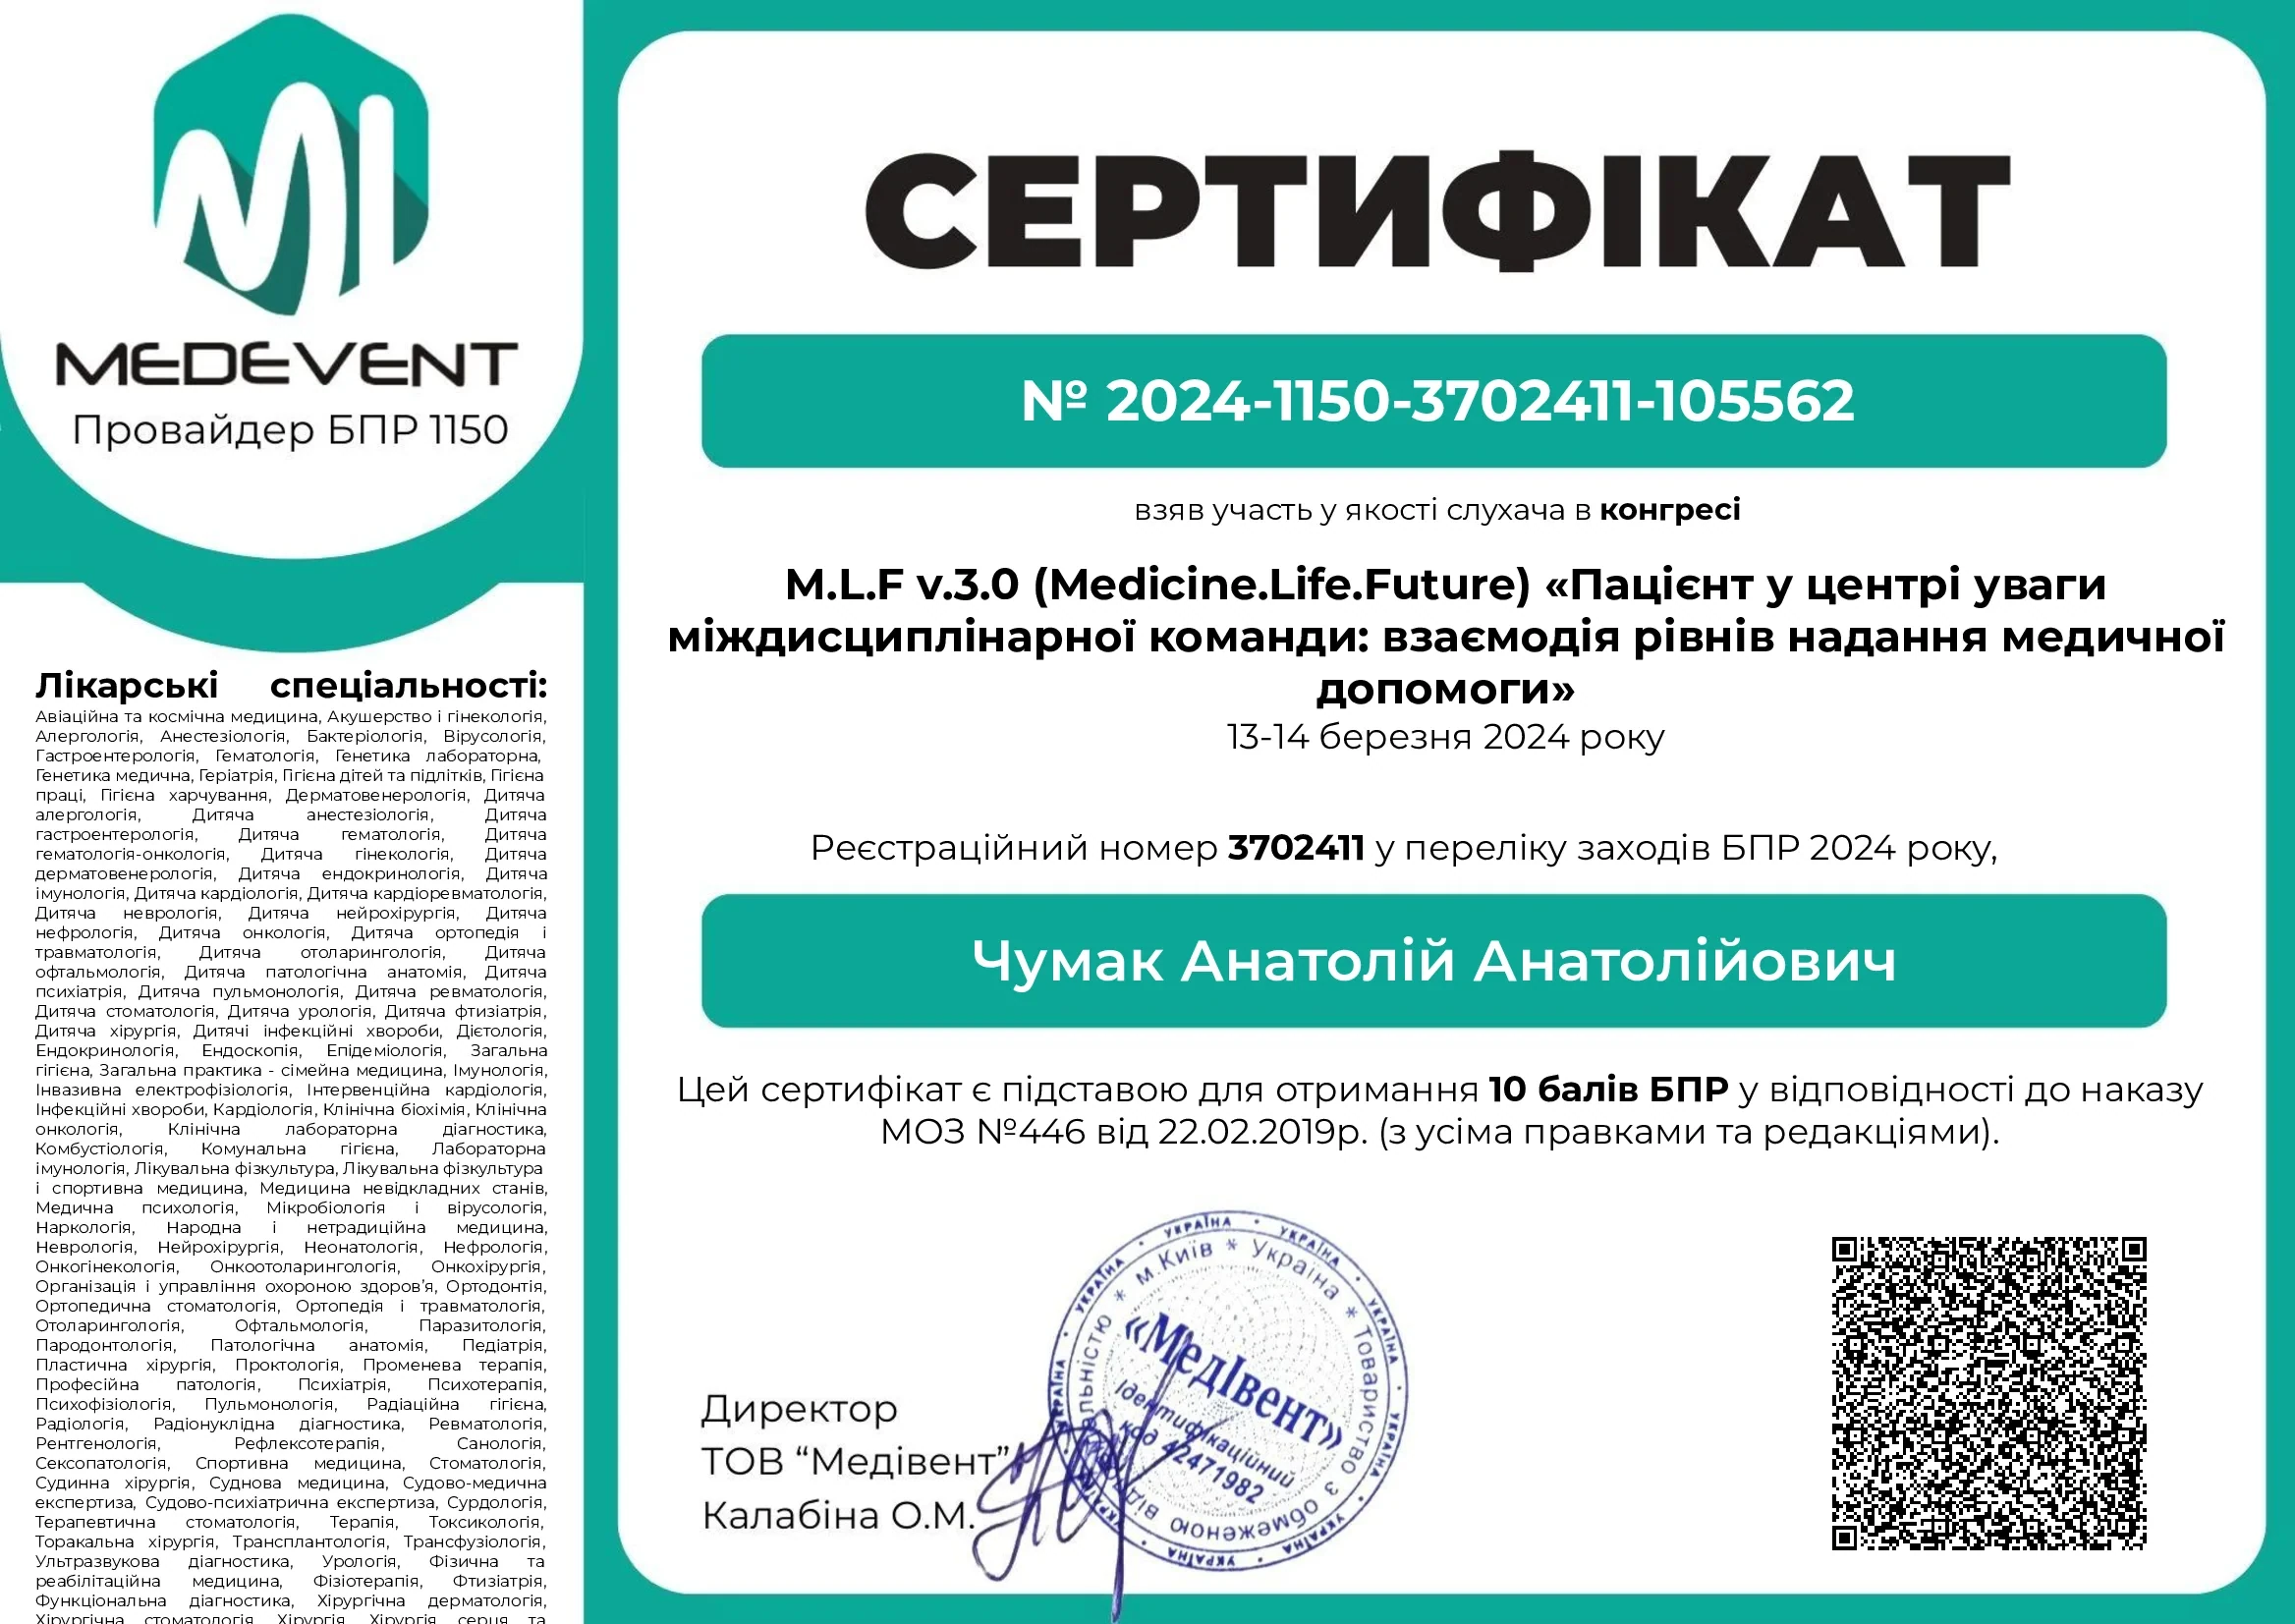 MEDEVENT
Провайдер БПР 1150
Лікарські спеціальності:
Авіаційна та космічна медицина, Акушерство і гінекологія,
Алергологія, Анестезіологія, Бактеріологія, Вірусологія,
Гастроентерологія, Гематологія, Генетика лабораторна,
Генетика медична, Геріатрія, Гігієна дітей та підлітків, Гігієна
праці, Гігієна харчування, Дерматовенерологія, Дитяча
алергологія, Дитяча анестезіологія, Дитяча
гастроентерологія, Дитяча гематологія, Дитяча
гематологія-онкологія, Дитяча гінекологія, Дитяча
дерматовенерологія, Дитяча ендокринологія, Дитяча
імунологія, Дитяча кардіологія, Дитяча кардіоревматологія,
Дитяча неврологія, Дитяча нейрохірургія, Дитяча
нефрологія, Дитяча онкологія, Дитяча ортопедія і
травматологія, Дитяча отоларингологія, Дитяча
офтальмологія, Дитяча патологічна анатомія, Дитяча
психіатрія, Дитяча пульмонологія, Дитяча ревматологія,
Дитяча стоматологія, Дитяча урологія, Дитяча фтизіатрія,
Дитяча хірургія, Дитячі інфекційні хвороби, Дієтологія,
Ендокринологія, Ендоскопія, Епідеміологія, Загальна
гігієна, Загальна практика - сімейна медицина, Імунологія,
Інвазивна електрофізіологія, Інтервенційна кардіологія,
Інфекційні хвороби, Кардіологія, Клінічна біохімія, Клінічна
онкологія, Клінічна лабораторна діагностика,
Комбустіологія, Комунальна гігієна, Лабораторна
імунологія, Лікувальна фізкультура, Лікувальна фізкультура
і спортивна медицина, Медицина невідкладних станів,
Медична психологія, Мікробіологія і вірусологія,
Наркологія, Народна і нетрадиційна медицина,
Неврологія, Нейрохірургія, Неонатологія, Нефрологія,
Онкогінекологія, Онкоотоларингологія, Онкохірургія,
Організація і управління охороною здоров’я, Ортодонтія,
Ортопедична стоматологія, Ортопедія і травматологія,
Отоларингологія, Офтальмологія, Паразитологія,
Пародонтологія, Патологічна анатомія, Педіатрія,
Пластична хірургія, Проктологія, Променева терапія,
Професійна патологія, Психіатрія, Психотерапія,
Психофізіологія, Пульмонологія, Радіаційна гігієна,
Радіологія, Радіонуклідна діагностика, Ревматологія,
Рентгенологія, Рефлексотерапія, Санологія,
Сексопатологія, Спортивна медицина, Стоматологія,
Судинна хірургія, Суднова медицина, Судово-медична
експертиза, Судово-психіатрична експертиза, Сурдологія,
Терапевтична стоматологія, Терапія, Токсикологія,
Торакальна хірургія, Трансплантологія, Трансфузіологія,
Ультразвукова діагностика, Урологія, Фізична та
реабілітаційна медицина, Фізіотерапія, Фтизіатрія,
Функціональна діагностика, Хірургічна дерматологія,
Хірургічна стоматологія, Хірургія, Хірургія серця та
СЕРТИФІКАТ
№ 2024-1150-3702411-105562
взяв участь у якості слухача в конгресі
M.L.F v.3.0 (Medicine.Life.Future) «Пацієнт у центрі уваги
міждисциплінарної команди: взаємодія рівнів надання медичної
допомоги»
13-14 березня 2024 року
Реєстраційний номер 3702411 у переліку заходів БПР 2024 року,
Чумак Анатолій Анатолійович
Цей сертифікат є підставою для отримання 10 балів БПР у відповідності до наказу
МОЗ №446 від 22.02.2019р. (з усіма правками та редакціями).
Директор
ТОВ “Медівент”
Калабіна О.М.
УКРАЇНА • УКРАЇНА • УКРАЇНА • УКРАЇНА
м.Київ * Україна * Товариство з обмеженою
«МедІвент»
Ідентифікаційний
код 42471982